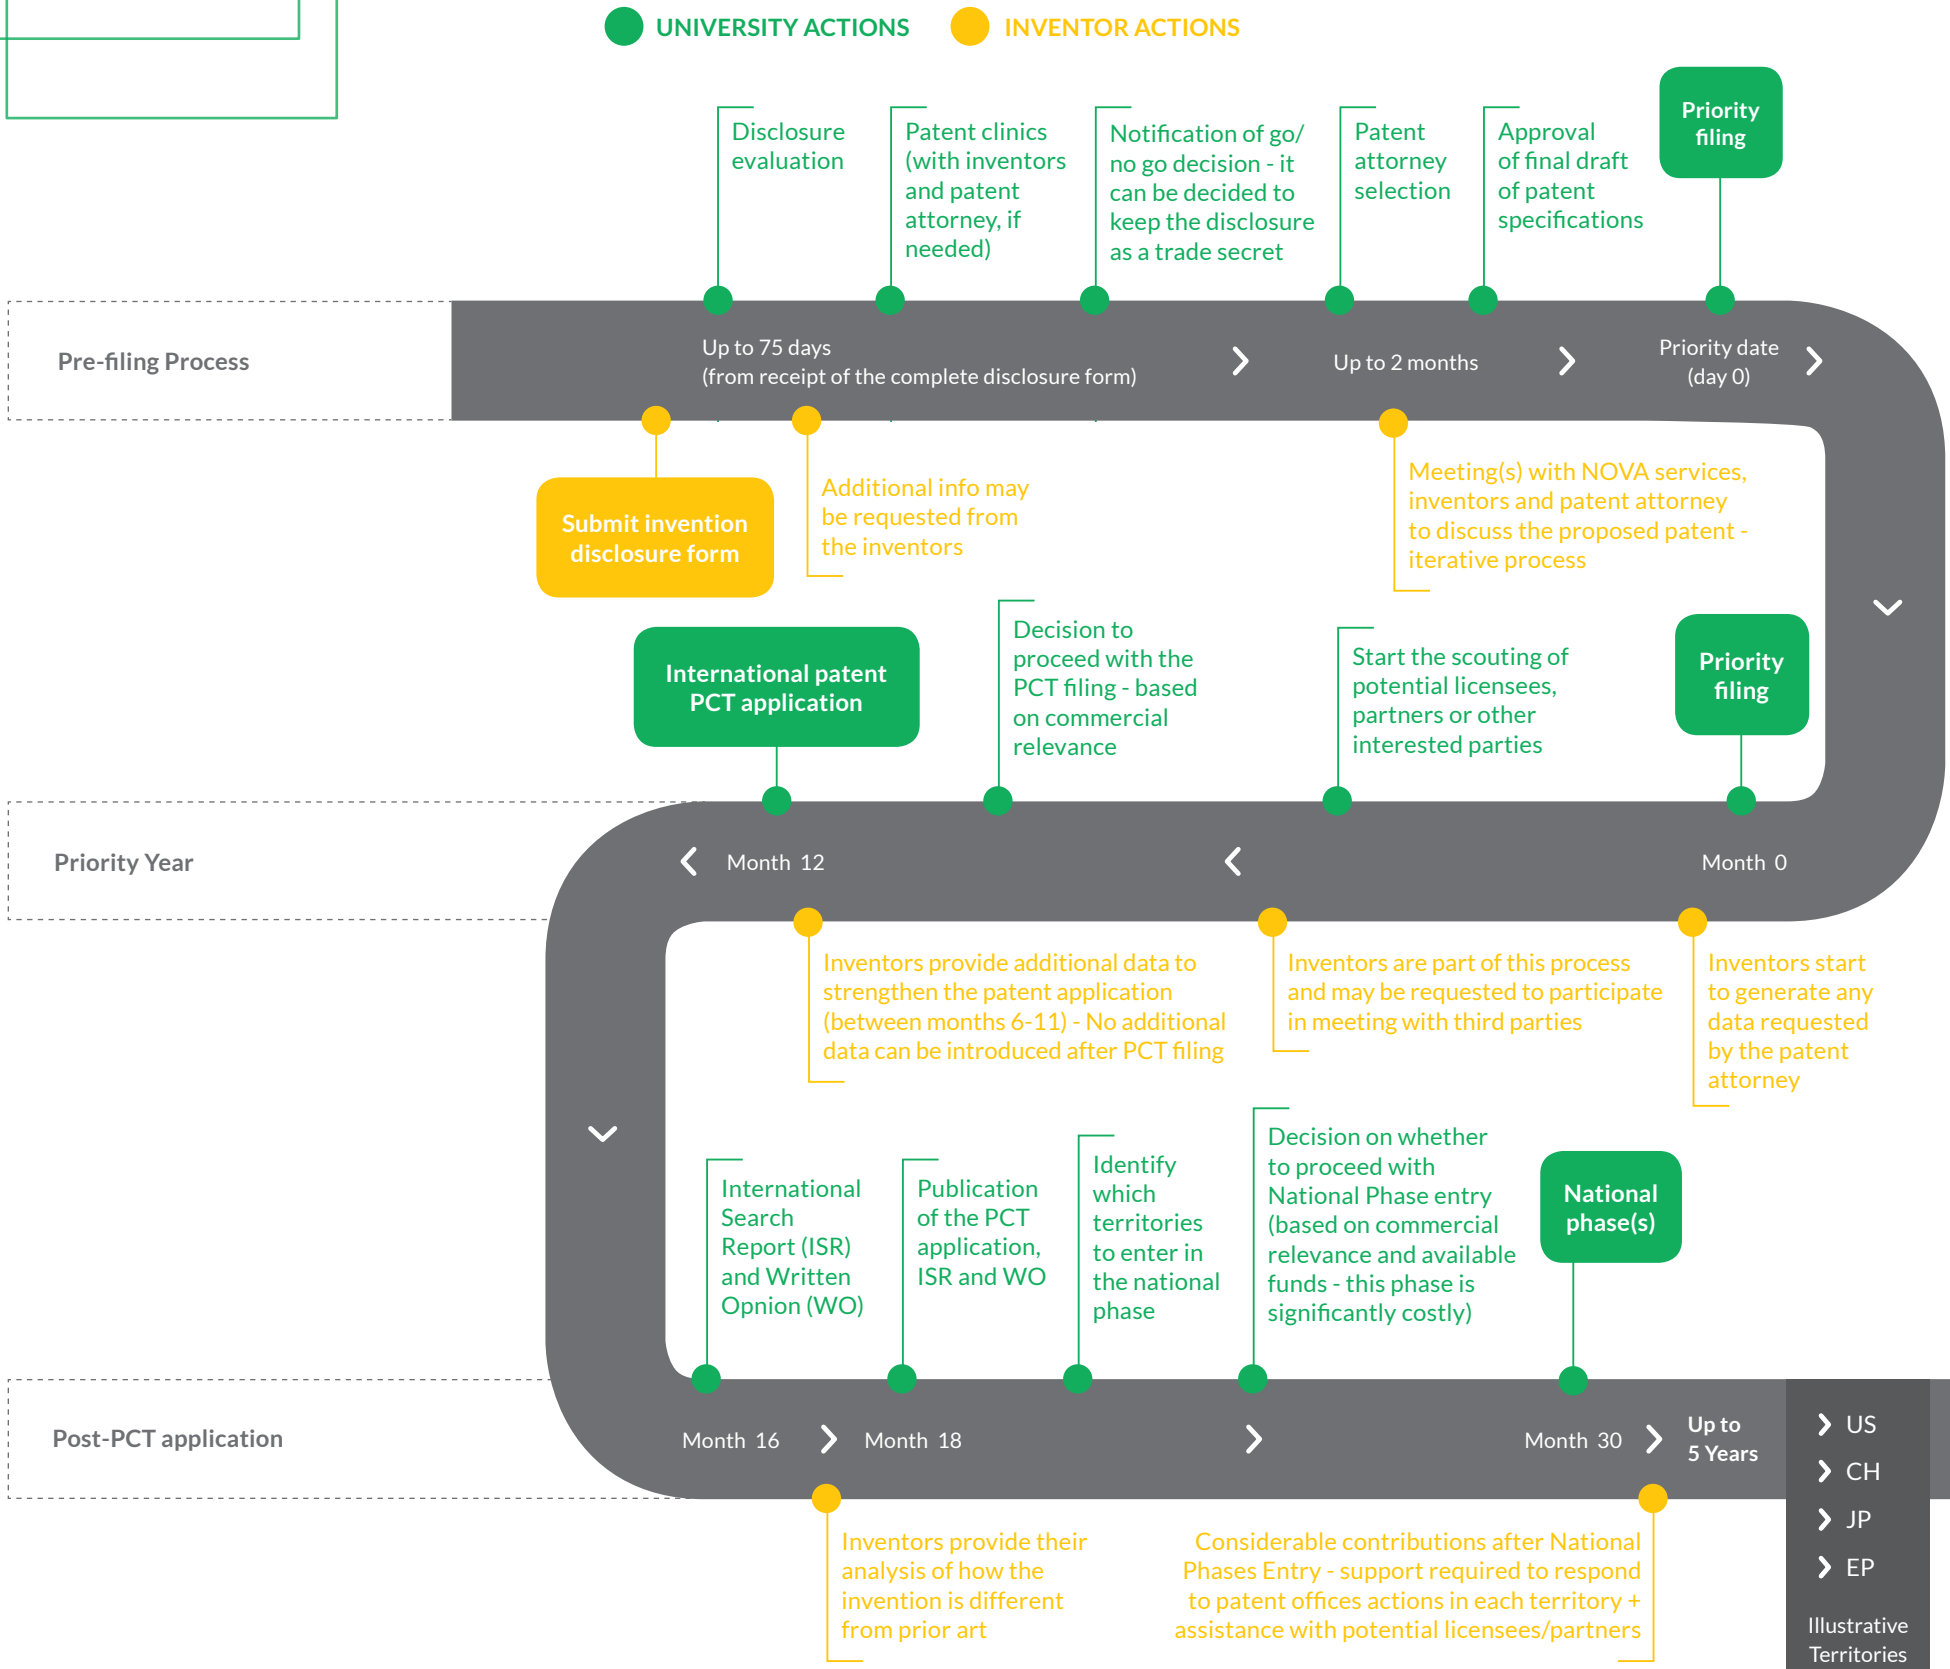 UNIVERSITY ACTIONS
INVENTOR ACTIONS
Disclosure
evaluation
Patent clinics
(with inventors
and patent
attorney, if
needed)
Notification of go/
no go decision - it
can be decided to
keep the disclosure
as a trade secret
Patent
attorney
selection
Approval
of final draft
of patent
specifications
Priority
filing
Pre-filing Process
Up to 75 days
(from receipt of the complete disclosure form)
Up to 2 months
Priority date
(day 0)
Submit invention
disclosure form
Additional info may
be requested from
the inventors
Meeting(s) with NOVA services,
inventors and patent attorney
to discuss the proposed patent -
iterative process
International patent
PCT application
Decision to
proceed with the
PCT filing - based
on commercial
relevance
Start the scouting of
potential licensees,
partners or other
interested parties
Priority
filing
Priority Year
Month 12
Month 0
Inventors provide additional data to
strengthen the patent application
(between months 6-11) - No additional
data can be introduced after PCT filing
Inventors are part of this process
and may be requested to participate
in meeting with third parties
Inventors start
to generate any
data requested
by the patent
attorney
International
Search
Report (ISR)
and Written
Opnion (WO)
Publication
of the PCT
application,
ISR and WO
Identify
which
territories
to enter in
the national
phase
Decision on whether
to proceed with
National Phase entry
(based on commercial
relevance and available
funds - this phase is
significantly costly)
National
phase(s)
Post-PCT application
Month 16
Month 18
Month 30
Up to
5 Years
US
CH
JP
EP
Illustrative
Territories
Inventors provide their
analysis of how the
invention is different
from prior art
Considerable contributions after National
Phases Entry - support required to respond
to patent offices actions in each territory +
assistance with potential licensees/partners